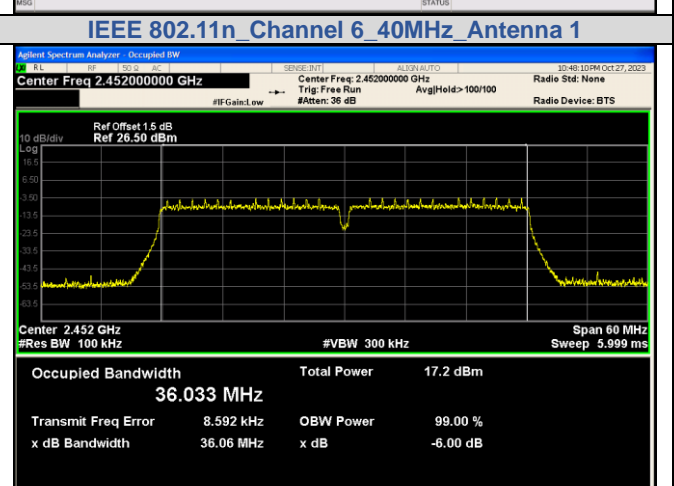 MSG STATUS
IEEE 802.11n_Channel 6_40MHz_Antenna 1
Agilent Spectrum Analyzer - Occupied BW
RL RF 50 Ω AC SENSE:INT ALIGN AUTO 10:48:10 PM Oct 27, 2023
Center Freq 2.452000000 GHz Center Freq: 2.452000000 GHz Radio Std: None
Trig: Free Run Avg|Hold:>100/100
#IFGain:Low #Atten: 36 dB Radio Device: BTS
Ref Offset 1.5 dB
10 dB/div Ref 26.50 dBm
Log
16.5
6.50
-3.50
-13.5
-23.5
-33.5
-43.5
-53.5
-63.5
Center 2.452 GHz Span 60 MHz
#Res BW 100 kHz #VBW 300 kHz Sweep 5.999 ms
Occupied Bandwidth Total Power 17.2 dBm
36.033 MHz
Transmit Freq Error 8.592 kHz OBW Power 99.00 %
x dB Bandwidth 36.06 MHz x dB -6.00 dB